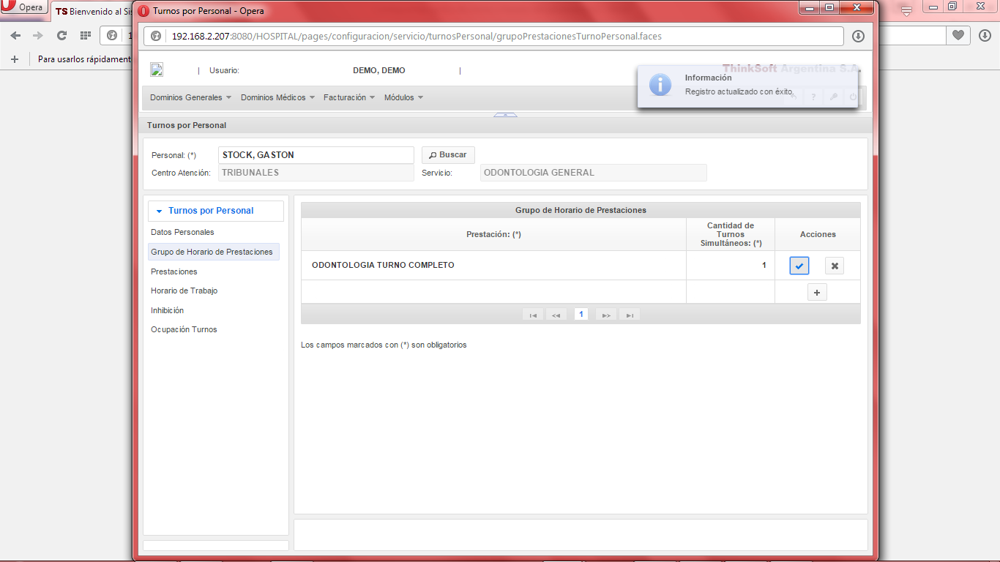 Opera
TS Bienvenido al Sis
Turnos por Personal - Opera
192.168.2.207:8080/HOSPITAL/pages/configuracion/servicio/turnosPersonal/grupoPrestacionesTurnoPersonal.faces
Para usarlos rápidament
| Usuario: DEMO, DEMO |
ThinkSoft Argentina S.A.
Información
Registro actualizado con éxito.
Dominios Generales Dominios Médicos Facturación Módulos
Turnos por Personal
Personal: (*) STOCK, GASTON Buscar
Centro Atención: TRIBUNALES Servicio: ODONTOLOGIA GENERAL
Turnos por Personal
Datos Personales
Grupo de Horario de Prestaciones
Prestaciones
Horario de Trabajo
Inhibición
Ocupación Turnos
Grupo de Horario de Prestaciones
Prestación: (*)
Cantidad de
Turnos
Simultáneos: (*)
Acciones
ODONTOLOGIA TURNO COMPLETO 1
1
Los campos marcados con (*) son obligatorios